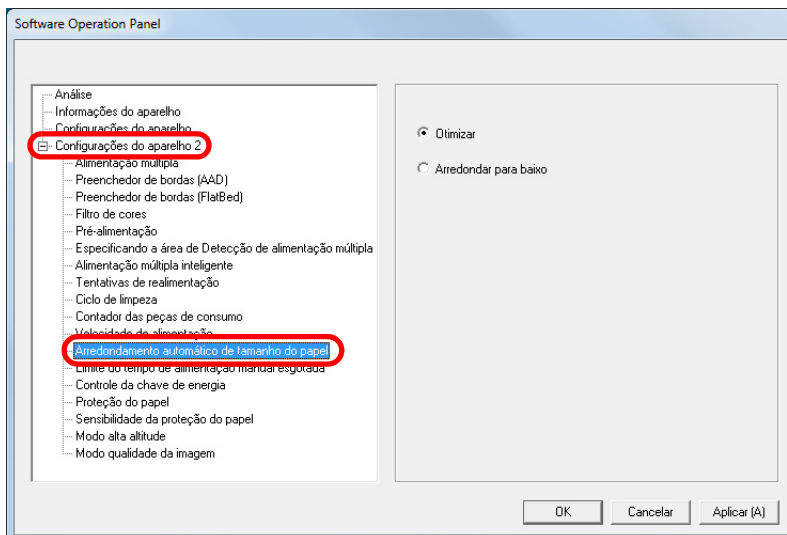 Software Operation Panel
Análise
Informações do aparelho
Configurações do aparelho
Configurações do aparelho 2
Alimentação múltipla
Preenchedor de bordas (AAD)
Preenchedor de bordas (FlatBed)
Filtro de cores
Pré-alimentação
Especificando a área de Detecção de alimentação múltipla
Alimentação múltipla inteligente
Tentativas de realimentação
Ciclo de limpeza
Contador das peças de consumo
Velocidade de alimentação
Arredondamento automático de tamanho do papel
Limite do tempo de alimentação manual esgotada
Controle da chave de energia
Proteção do papel
Sensibilidade da proteção do papel
Modo alta altitude
Modo qualidade da imagem
Otimizar
Arredondar para baixo
OK
Cancelar
Aplicar (A)